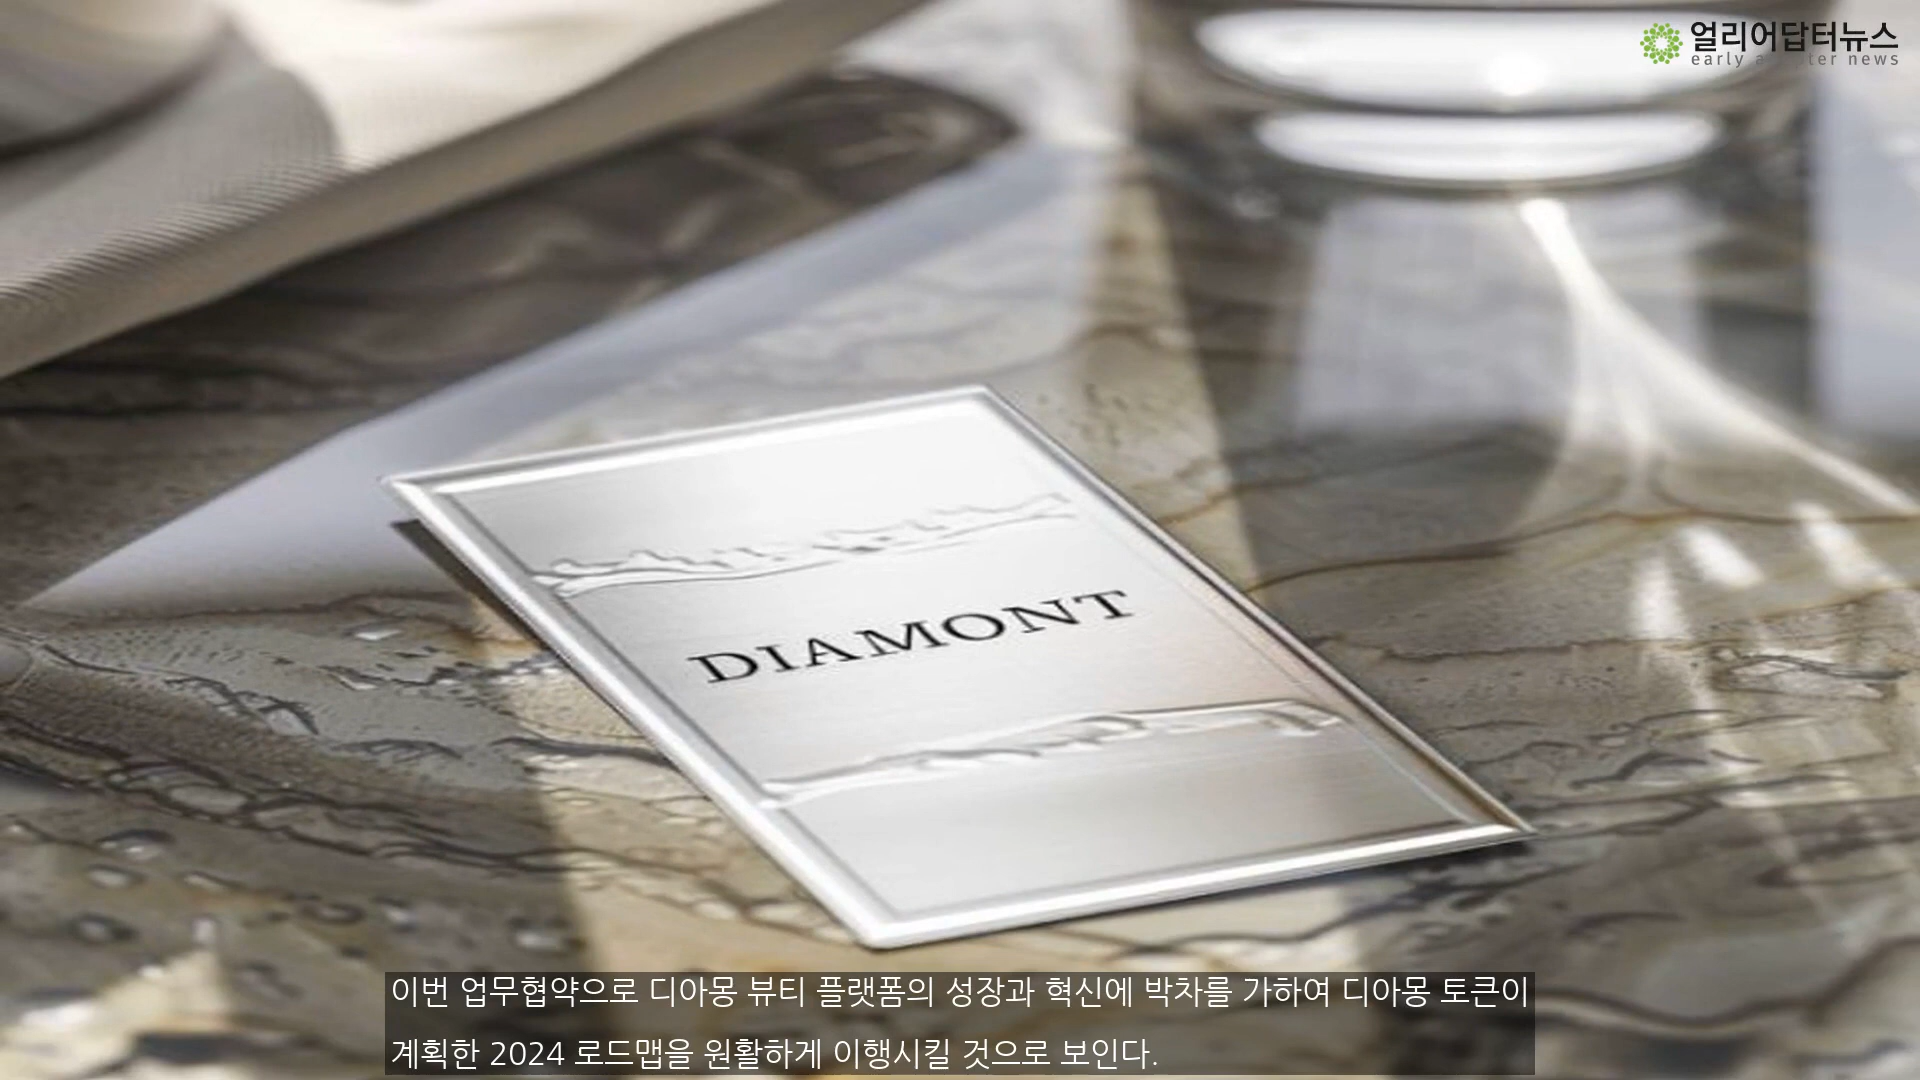 얼리어답터뉴스
early adopter news
DIAMONT
이번 업무협약으로 디아몽 뷰티 플랫폼의 성장과 혁신에 박차를 가하여 디아몽 토큰이
계획한 2024 로드맵을 원활하게 이행시킬 것으로 보인다.